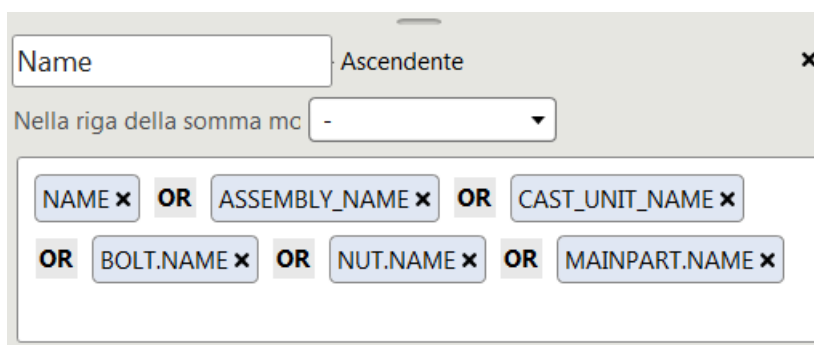 Name - Ascendente ×
Nella riga della somma mo -
NAME × OR ASSEMBLY_NAME × OR CAST_UNIT_NAME ×
OR BOLT.NAME × OR NUT.NAME × OR MAINPART.NAME ×